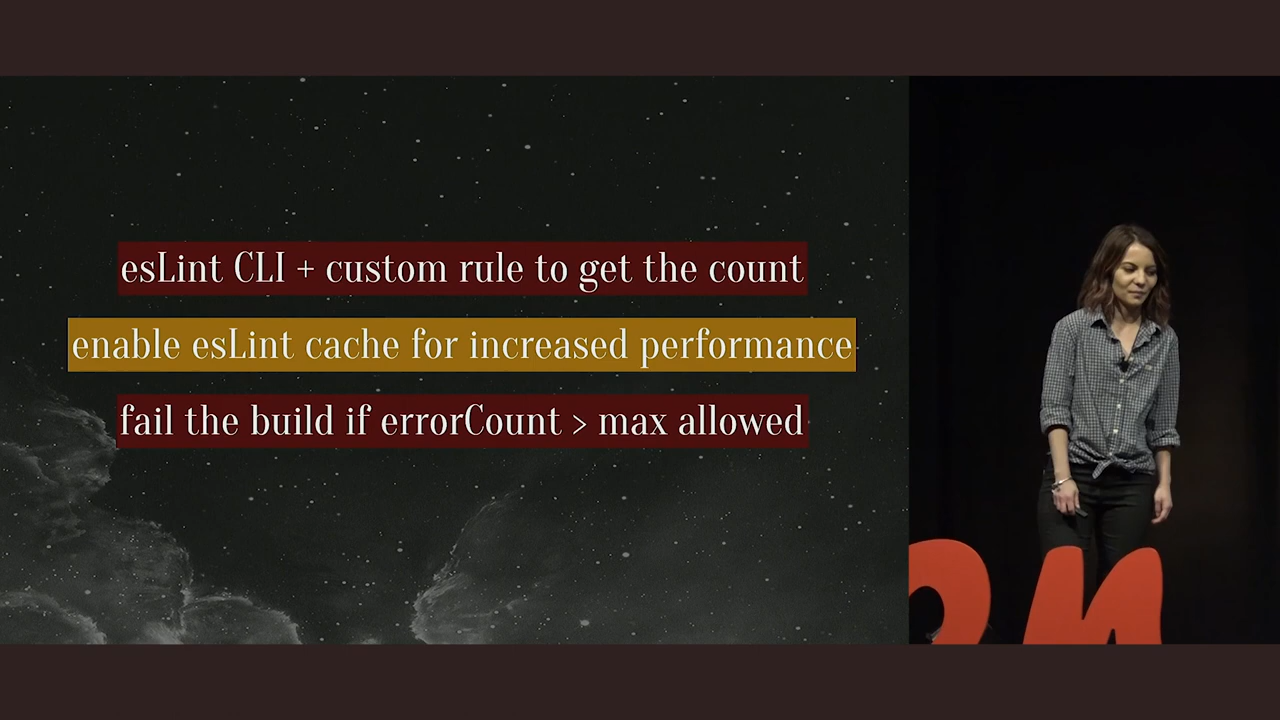 esLint CLI + custom rule to get the count
enable esLint cache for increased performance
fail the build if errorCount > max allowed